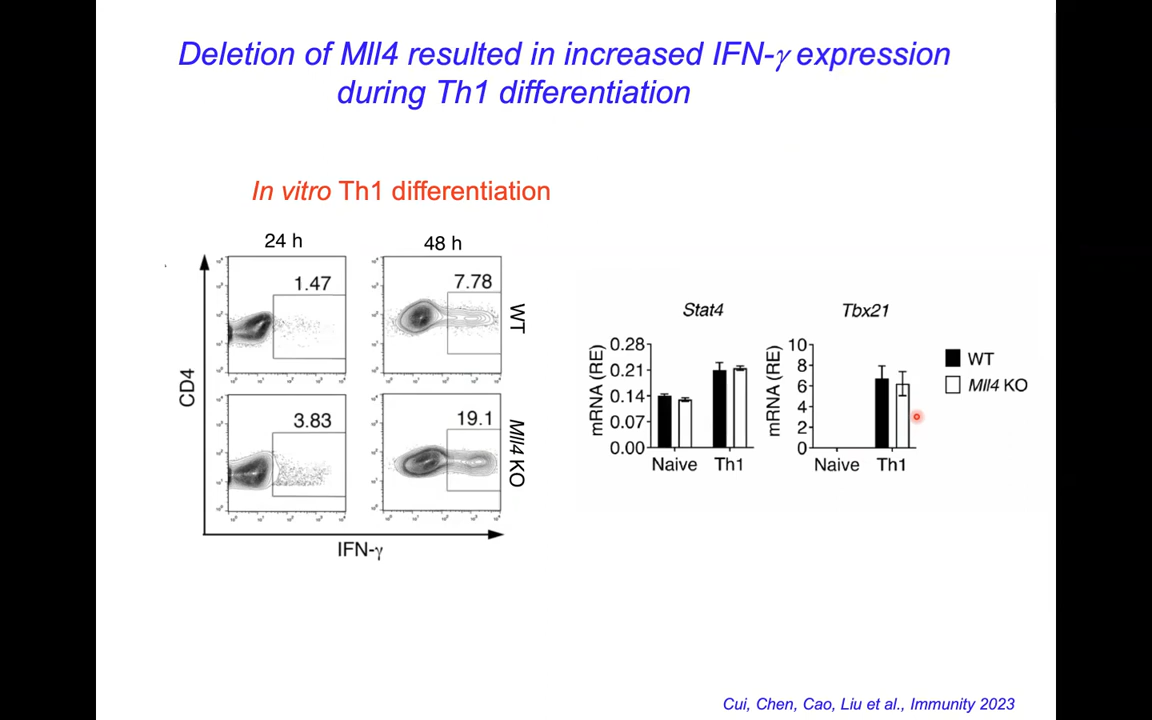 Deletion of Mll4 resulted in increased IFN-γ expression
during Th1 differentiation
In vitro Th1 differentiation
24 h
48 h
1.47
7.78
WT
3.83
19.1
Mll4 KO
CD4
IFN-γ
Stat4
mRNA (RE)
0.28
0.21
0.14
0.07
0.00
Naive Th1
Tbx21
mRNA (RE)
10
8
6
4
2
0
Naive Th1
WT
Mll4 KO
Cui, Chen, Cao, Liu et al., Immunity 2023